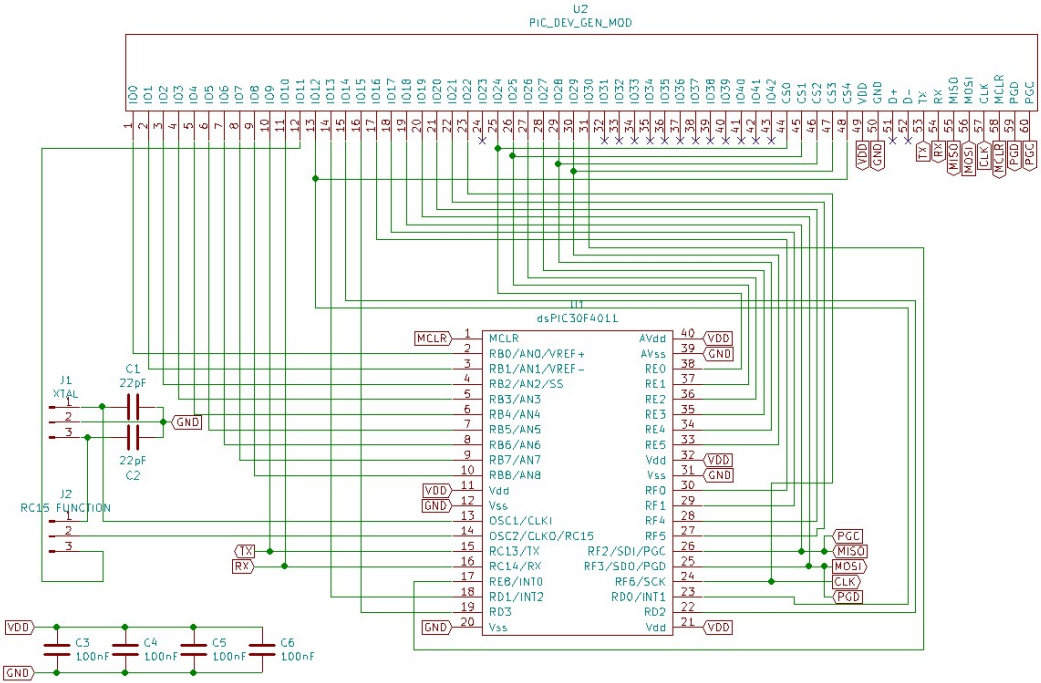 U2
PIC_DEV_GEN_MOD
IO0 IO1 IO2 IO3 IO4 IO5 IO6 IO7 IO8 IO9 IO10 IO11 IO12 IO13 IO14 IO15 IO16 IO17 IO18 IO19 IO20 IO21 IO22 IO23 IO24 IO25 IO26 IO27 IO28 IO29 IO30 IO31 IO32 IO33 IO34 IO35 IO36 IO37 IO38 IO39 IO40 IO41 IO42 CS0 CS1 CS2 CS3 CS4 VDD GND D+ D- TX RX MISO MOSI CLK MCLR PGD PGC
1 2 3 4 5 6 7 8 9 10 11 12 13 14 15 16 17 18 19 20 21 22 23 24 25 26 27 28 29 30 31 32 33 34 35 36 37 38 39 40 41 42 43 44 45 46 47 48 49 50 51 52 53 54 55 56 57 58 59 60
VDD GND TX RX MISO MOSI CLK MCLR PGD PGC
U1
dsPIC30F4011
MCLR 1 MCLR AVdd 40 VDD
2 RB0/AN0/VREF+ AVss 39 GND
3 RB1/AN1/VREF- RE0 38
4 RB2/AN2/SS RE1 37
5 RB3/AN3 RE2 36
6 RB4/AN4 RE3 35
7 RB5/AN5 RE4 34
8 RB6/AN6 RE5 33
9 RB7/AN7 Vdd 32 VDD
10 RB8/AN8 Vss 31 GND
VDD 11 Vdd RF0 30
GND 12 Vss RF1 29
13 OSC1/CLKI RF4 28
14 OSC2/CLKO/RC15 RF5 27 PGC
TX 15 RC13/TX RF2/SDI/PGC 26 MISO
RX 16 RC14/RX RF3/SDO/PGD 25 MOSI
17 RE8/INT0 RF6/SCK 24 CLK
18 RD1/INT2 RD0/INT1 23 PGD
19 RD3 RD2 22
GND 20 Vss Vdd 21 VDD
C1
22pF
J1
XTAL
1
2 GND
3
22pF
C2
J2
RC15 FUNCTION
1
2
3
VDD
C3 C4 C5 C6
100nF 100nF 100nF 100nF
GND